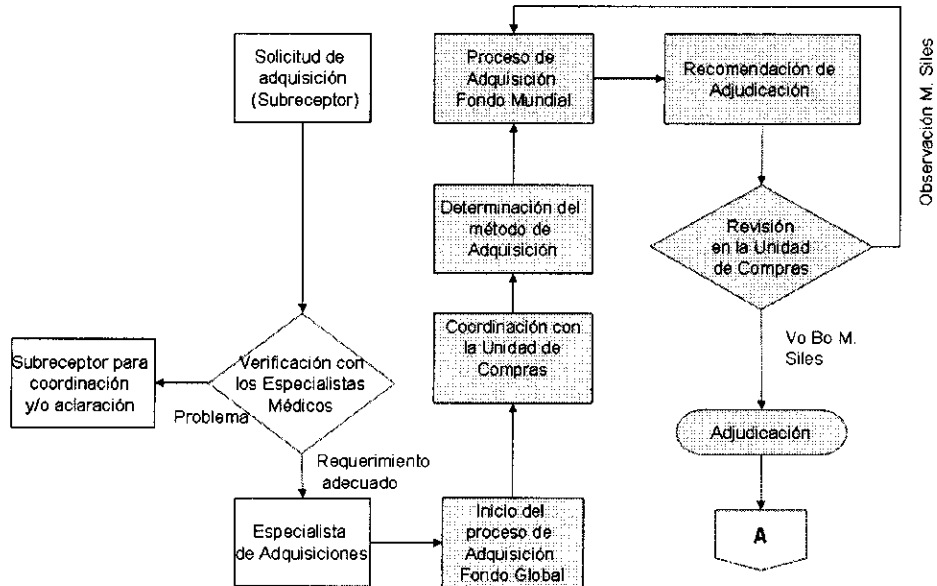 Solicitud de
adquisición
(Subreceptor)
Verificación con
los Especialistas
Médicos
Problema
Subreceptor para
coordinación
y/o aclaración
Requerimiento
adecuado
Especialista
de Adquisiciones
Inicio del
proceso de
Adquisición
Fondo Global
Coordinación con
la Unidad de
Compras
Determinación del
método de
Adquisición
Proceso de
Adquisición
Fondo Mundial
Recomendación de
Adjudicación
Revisión
en la Unidad
de Compras
Observación M. Siles
Vo Bo M.
Siles
Adjudicación
A